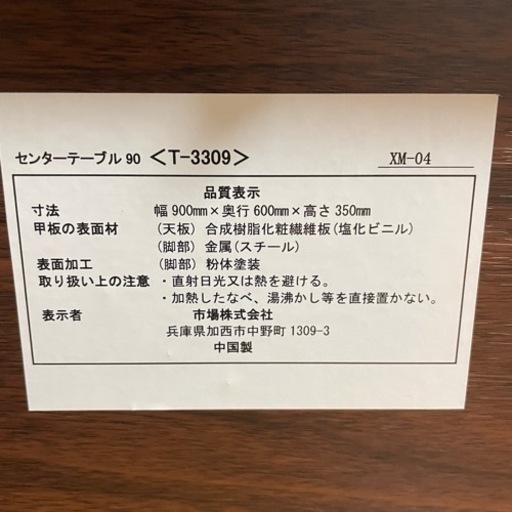 センターテーブル 90 <T-3309> XM-04
品質表示
寸法 幅 900mm×奥行 600mm×高さ 350mm
甲板の表面材 (天板) 合成樹脂化粧繊維板(塩化ビニル)
(脚部) 金属(スチール)
表面加工 (脚部) 粉体塗装
取り扱い上の注意 ・直射日光又は熱を避ける。
・加熱したなべ、湯沸かし等を直接置かない。
表示者 市場株式会社
兵庫県加西市中野町 1309-3
中国製